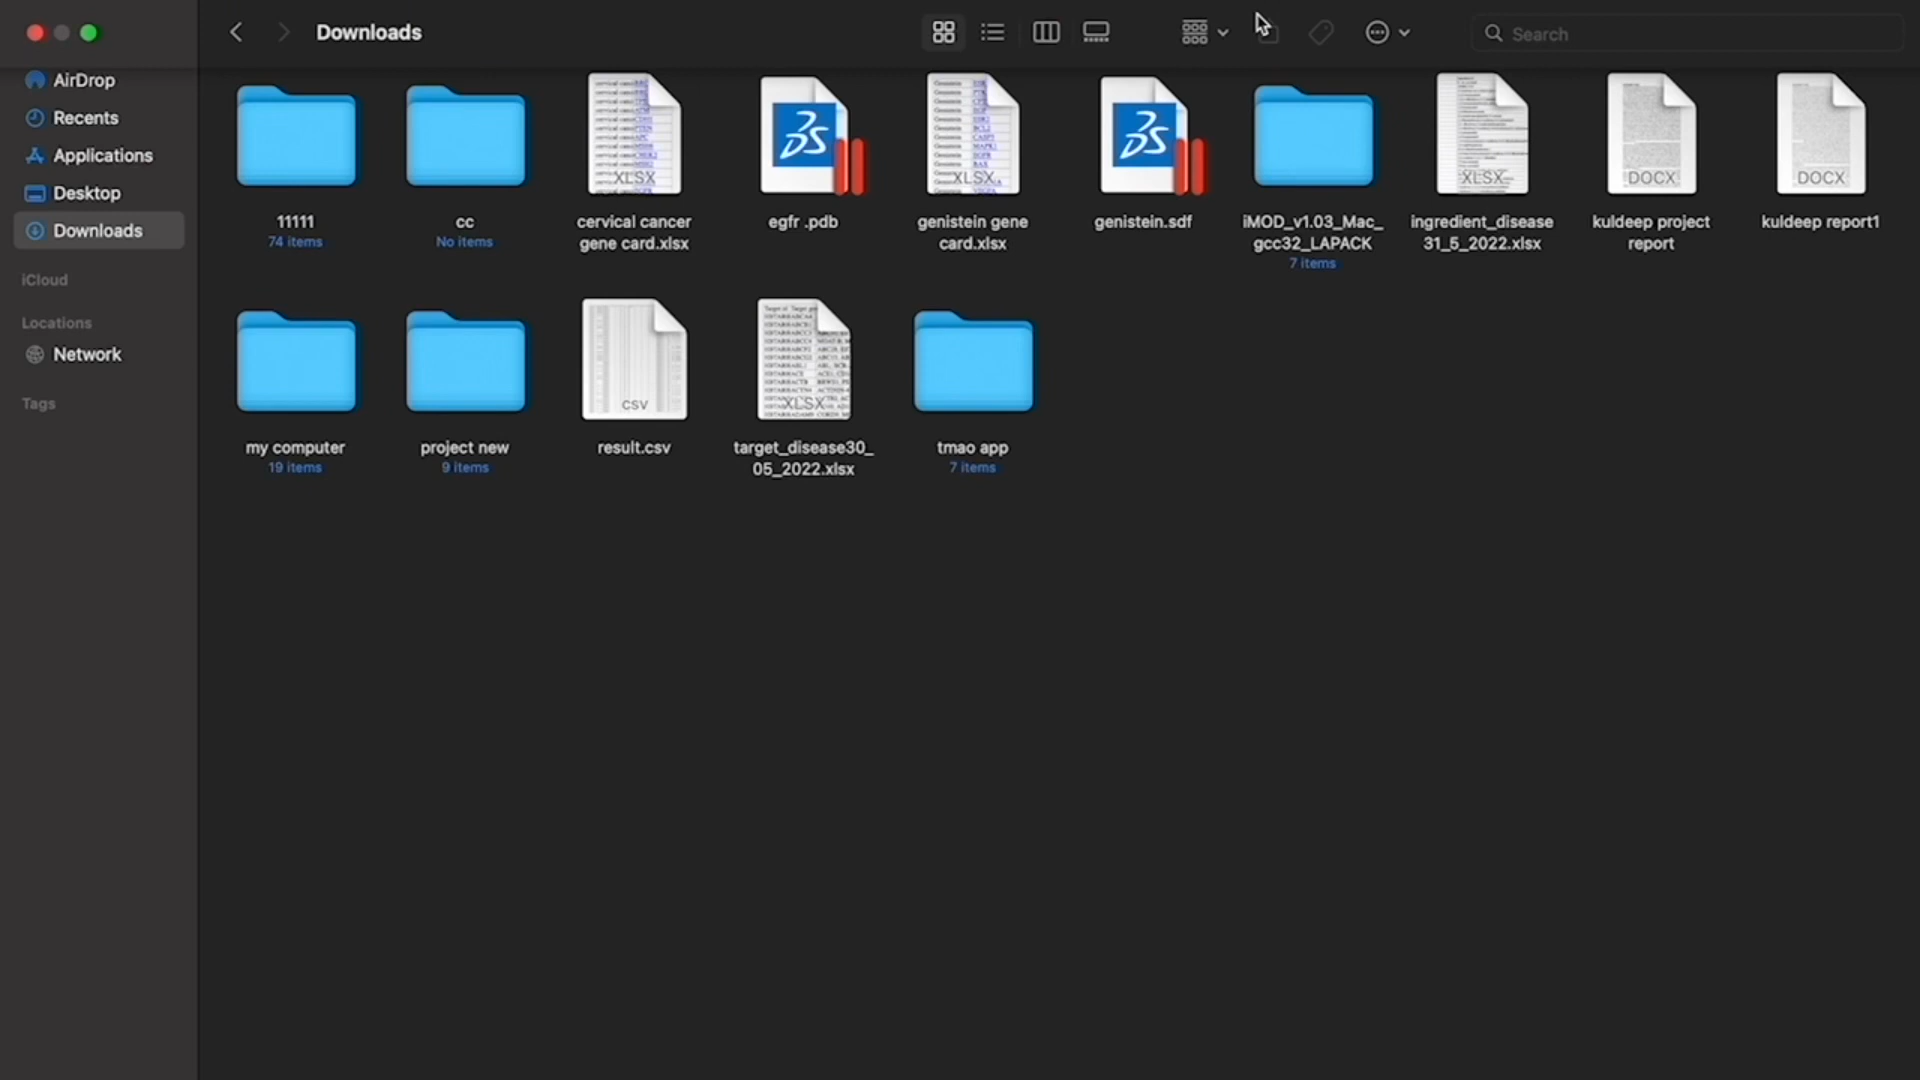 Downloads
Search
AirDrop
Recents
Applications
Desktop
Downloads
iCloud
Locations
Network
Tags
XLSX
XLSX
XLSX
DOCX
DOCX
11111
74 items
cc
No items
cervical cancer
gene card.xlsx
egfr .pdb
genistein gene
card.xlsx
genistein.sdf
iMOD_v1.03_Mac_
gcc32_LAPACK
7 items
ingredient_disease
31_5_2022.xlsx
kuldeep project
report
kuldeep report1
CSV
XLSX
my computer
19 items
project new
9 items
result.csv
target_disease30_
05_2022.xlsx
tmao app
7 items